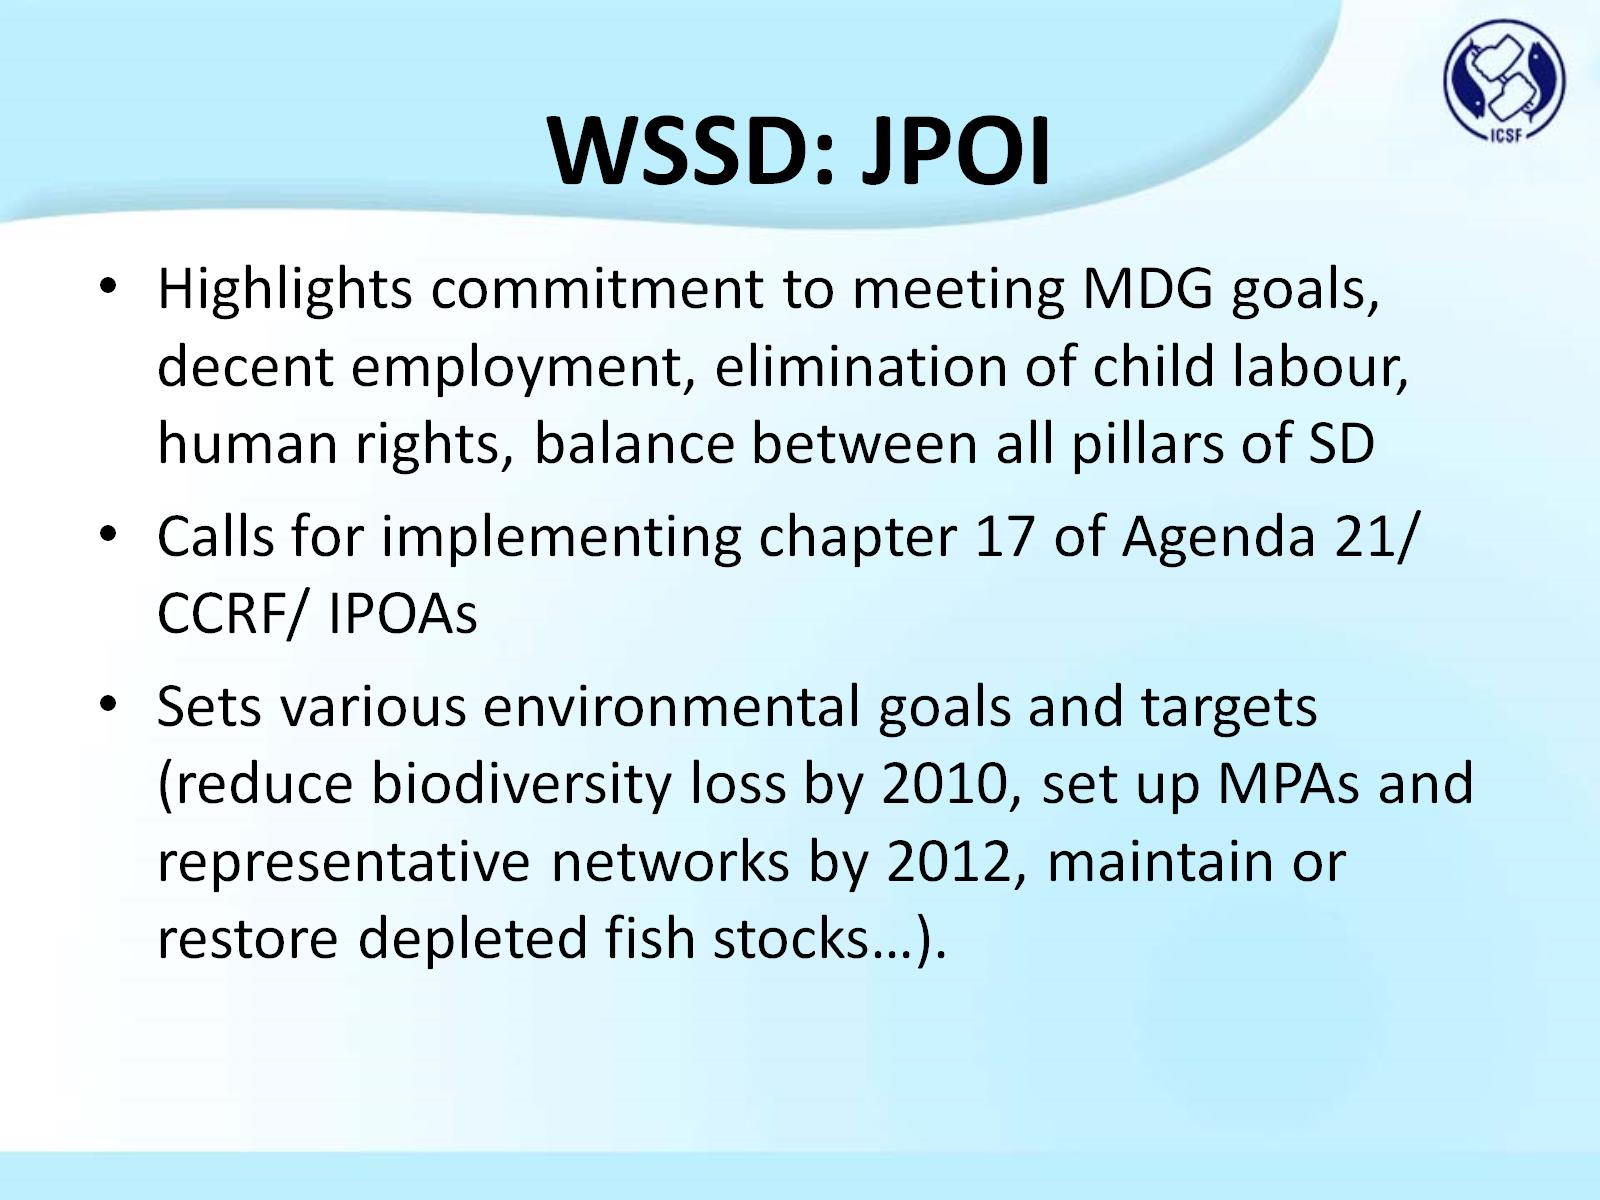 ICSF
WSSD: JPOI
• Highlights commitment to meeting MDG goals,
decent employment, elimination of child labour,
human rights, balance between all pillars of SD
• Calls for implementing chapter 17 of Agenda 21/
CCRF/ IPOAs
• Sets various environmental goals and targets
(reduce biodiversity loss by 2010, set up MPAs and
representative networks by 2012, maintain or
restore depleted fish stocks…).